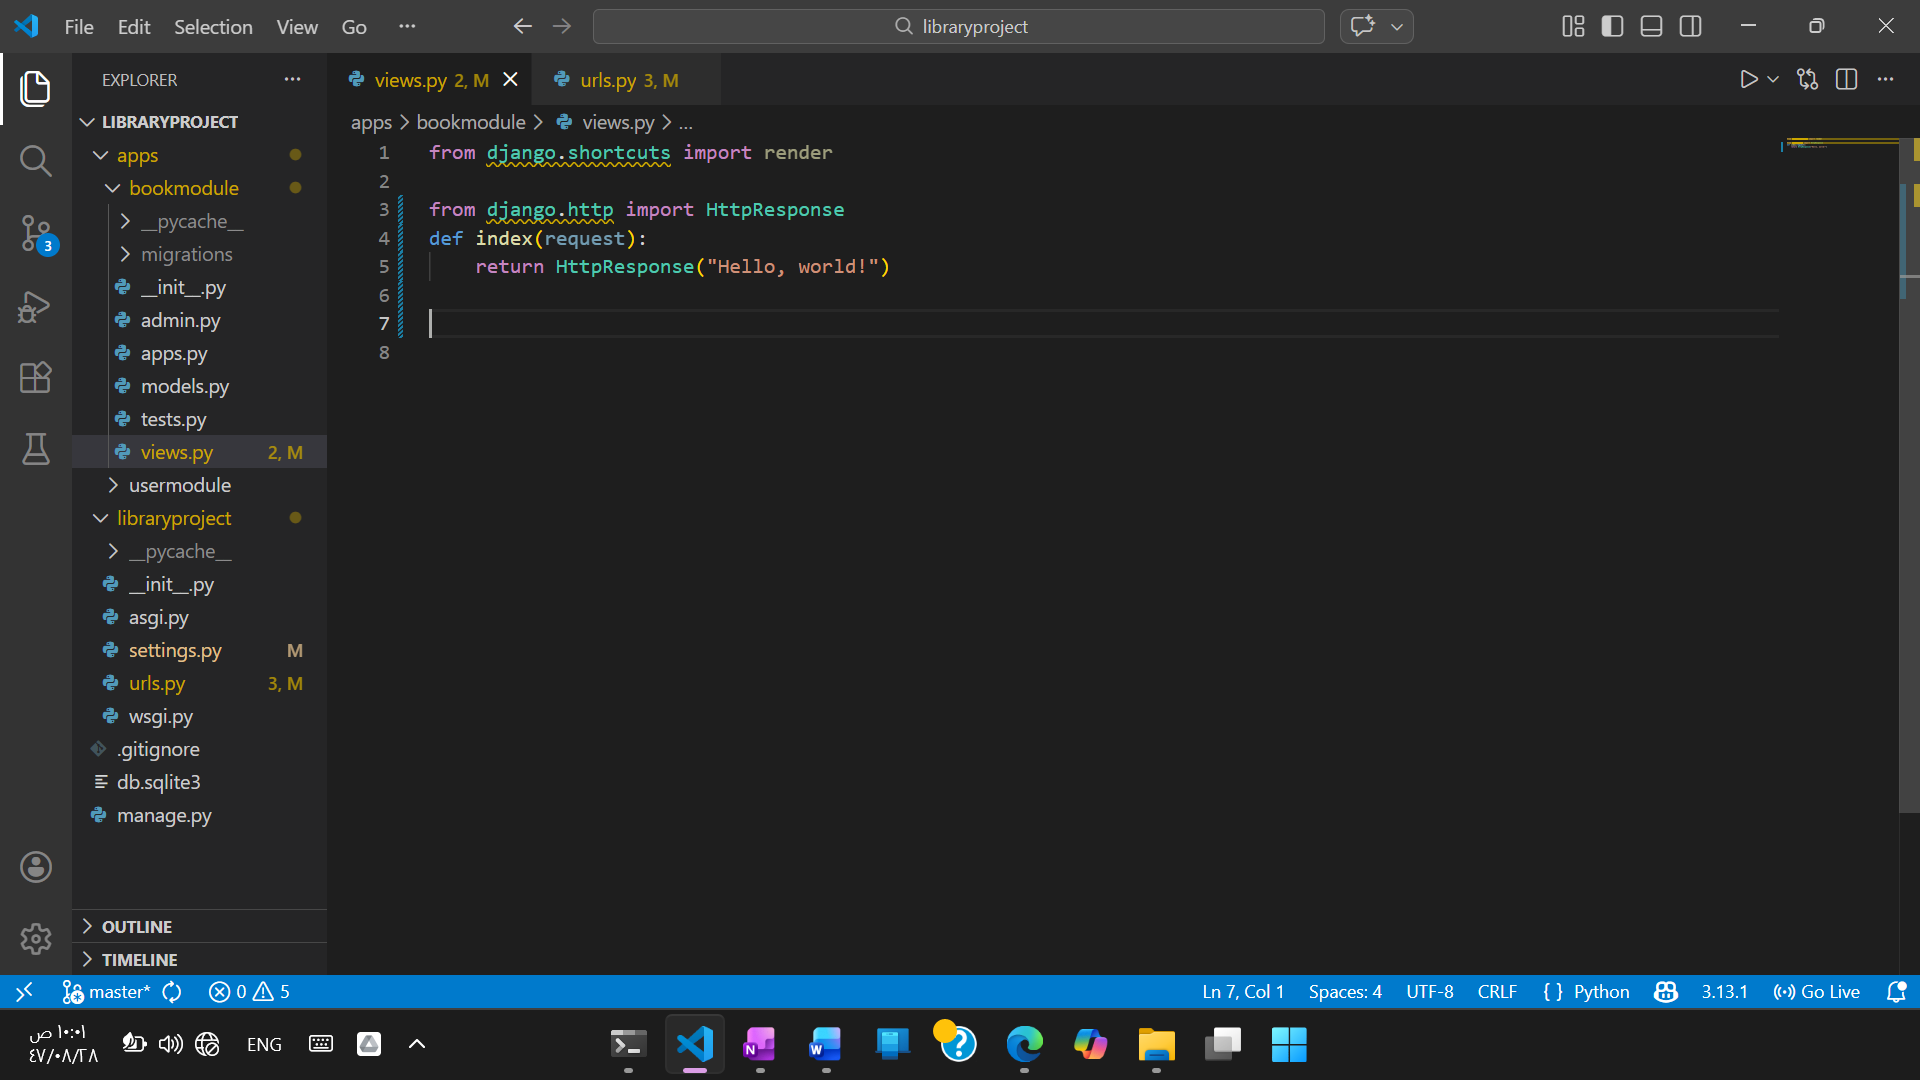 File Edit Selection View Go
libraryproject
EXPLORER
LIBRARYPROJECT
apps
bookmodule
__pycache__
migrations
__init__.py
admin.py
apps.py
models.py
tests.py
views.py 2, M
usermodule
libraryproject
__pycache__
__init__.py
asgi.py
settings.py M
urls.py 3, M
wsgi.py
.gitignore
db.sqlite3
manage.py
OUTLINE
TIMELINE
3
views.py 2, M
urls.py 3, M
apps > bookmodule > views.py > ...
1 from django.shortcuts import render
2
3 from django.http import HttpResponse
4 def index(request):
5     return HttpResponse("Hello, world!")
6
7
8
master* 0 5 Ln 7, Col 1 Spaces: 4 UTF-8 CRLF { } Python 3.13.1 Go Live
١٠:٠١ ص
٤٧/٠٨/٢٨
ENG